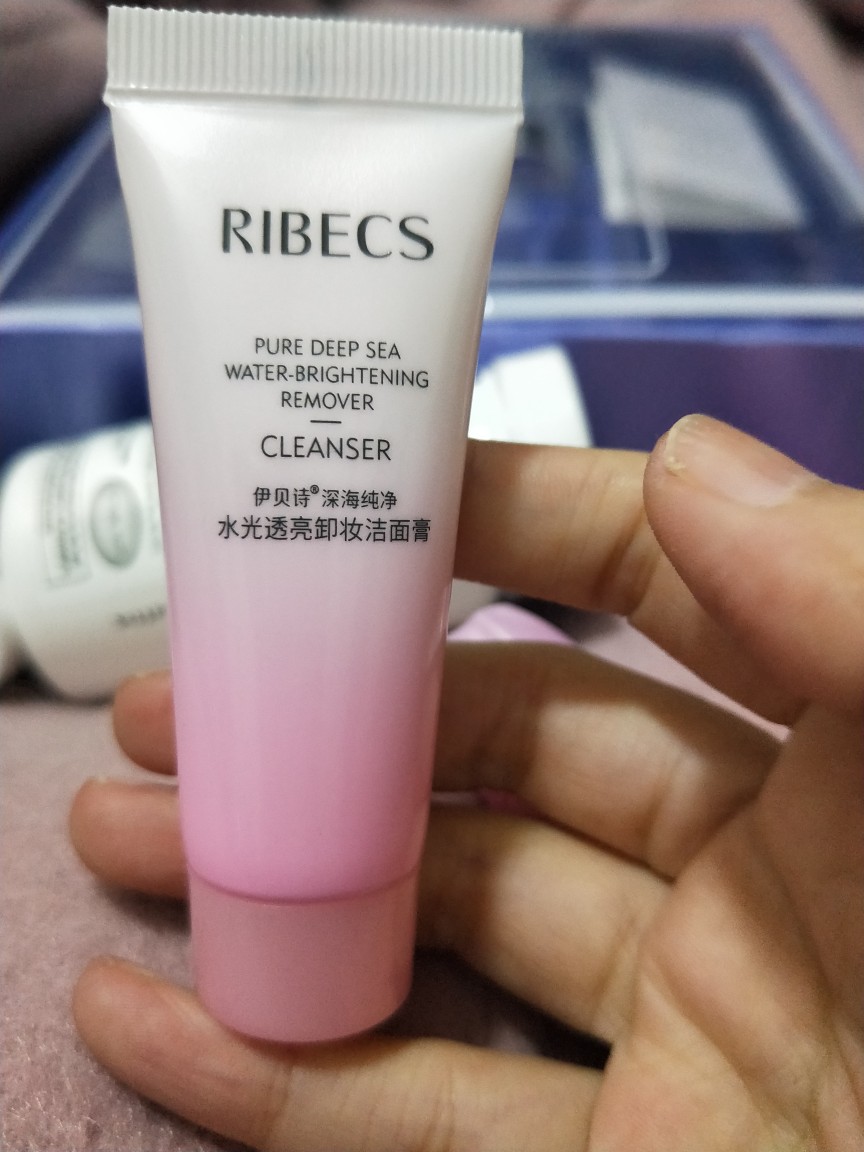 RIBECS
PURE DEEP SEA
WATER-BRIGHTENING
REMOVER
CLEANSER
伊贝诗®深海纯净
水光透亮卸妆洁面膏